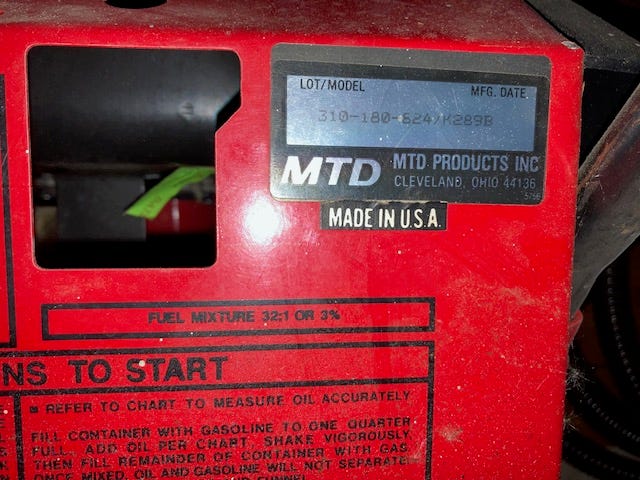 LOT/MODEL MFG. DATE
310-180-824/K289B
MTD MTD PRODUCTS INC
CLEVELAND, OHIO 44136
MADE IN U.S.A.
FUEL MIXTURE 32:1 OR 3%
NS TO START
■ REFER TO CHART TO MEASURE OIL ACCURATELY
FILL CONTAINER WITH GASOLINE TO ONE QUARTER
FULL. ADD OIL PER CHART. SHAKE VIGOROUSLY
THEN FILL REMAINDER OF CONTAINER WITH GAS.
ONCE MIXED, OIL AND GASOLINE WILL NOT SEPARATE.